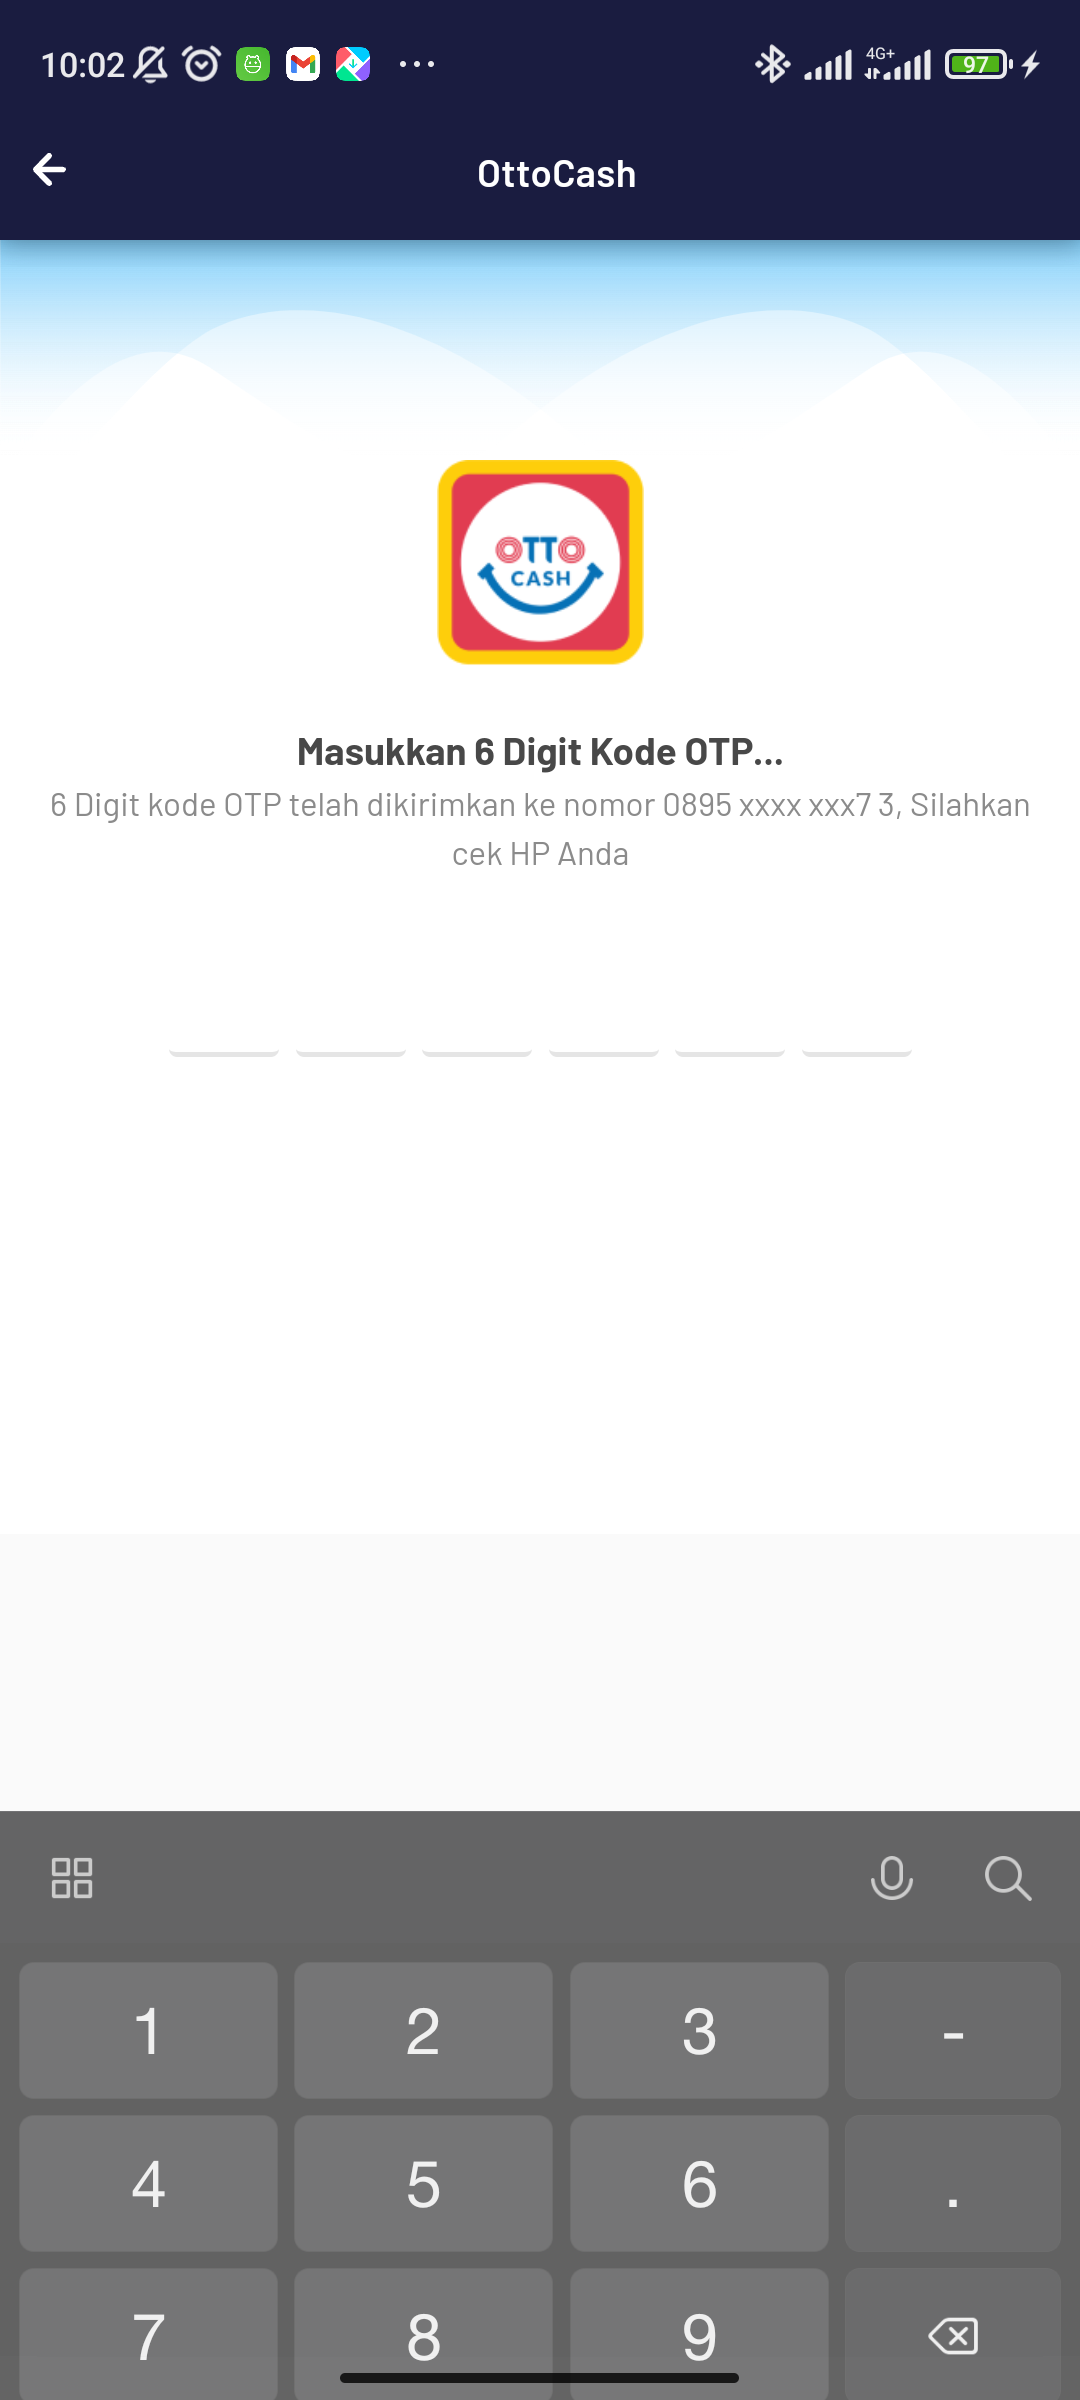 10:02
4G+
97
OttoCash
OTTO
CASH
Masukkan 6 Digit Kode OTP...
6 Digit kode OTP telah dikirimkan ke nomor 0895 xxxx xxx7 3, Silahkan
cek HP Anda
1 2 3 -
4 5 6 .
7 8 9